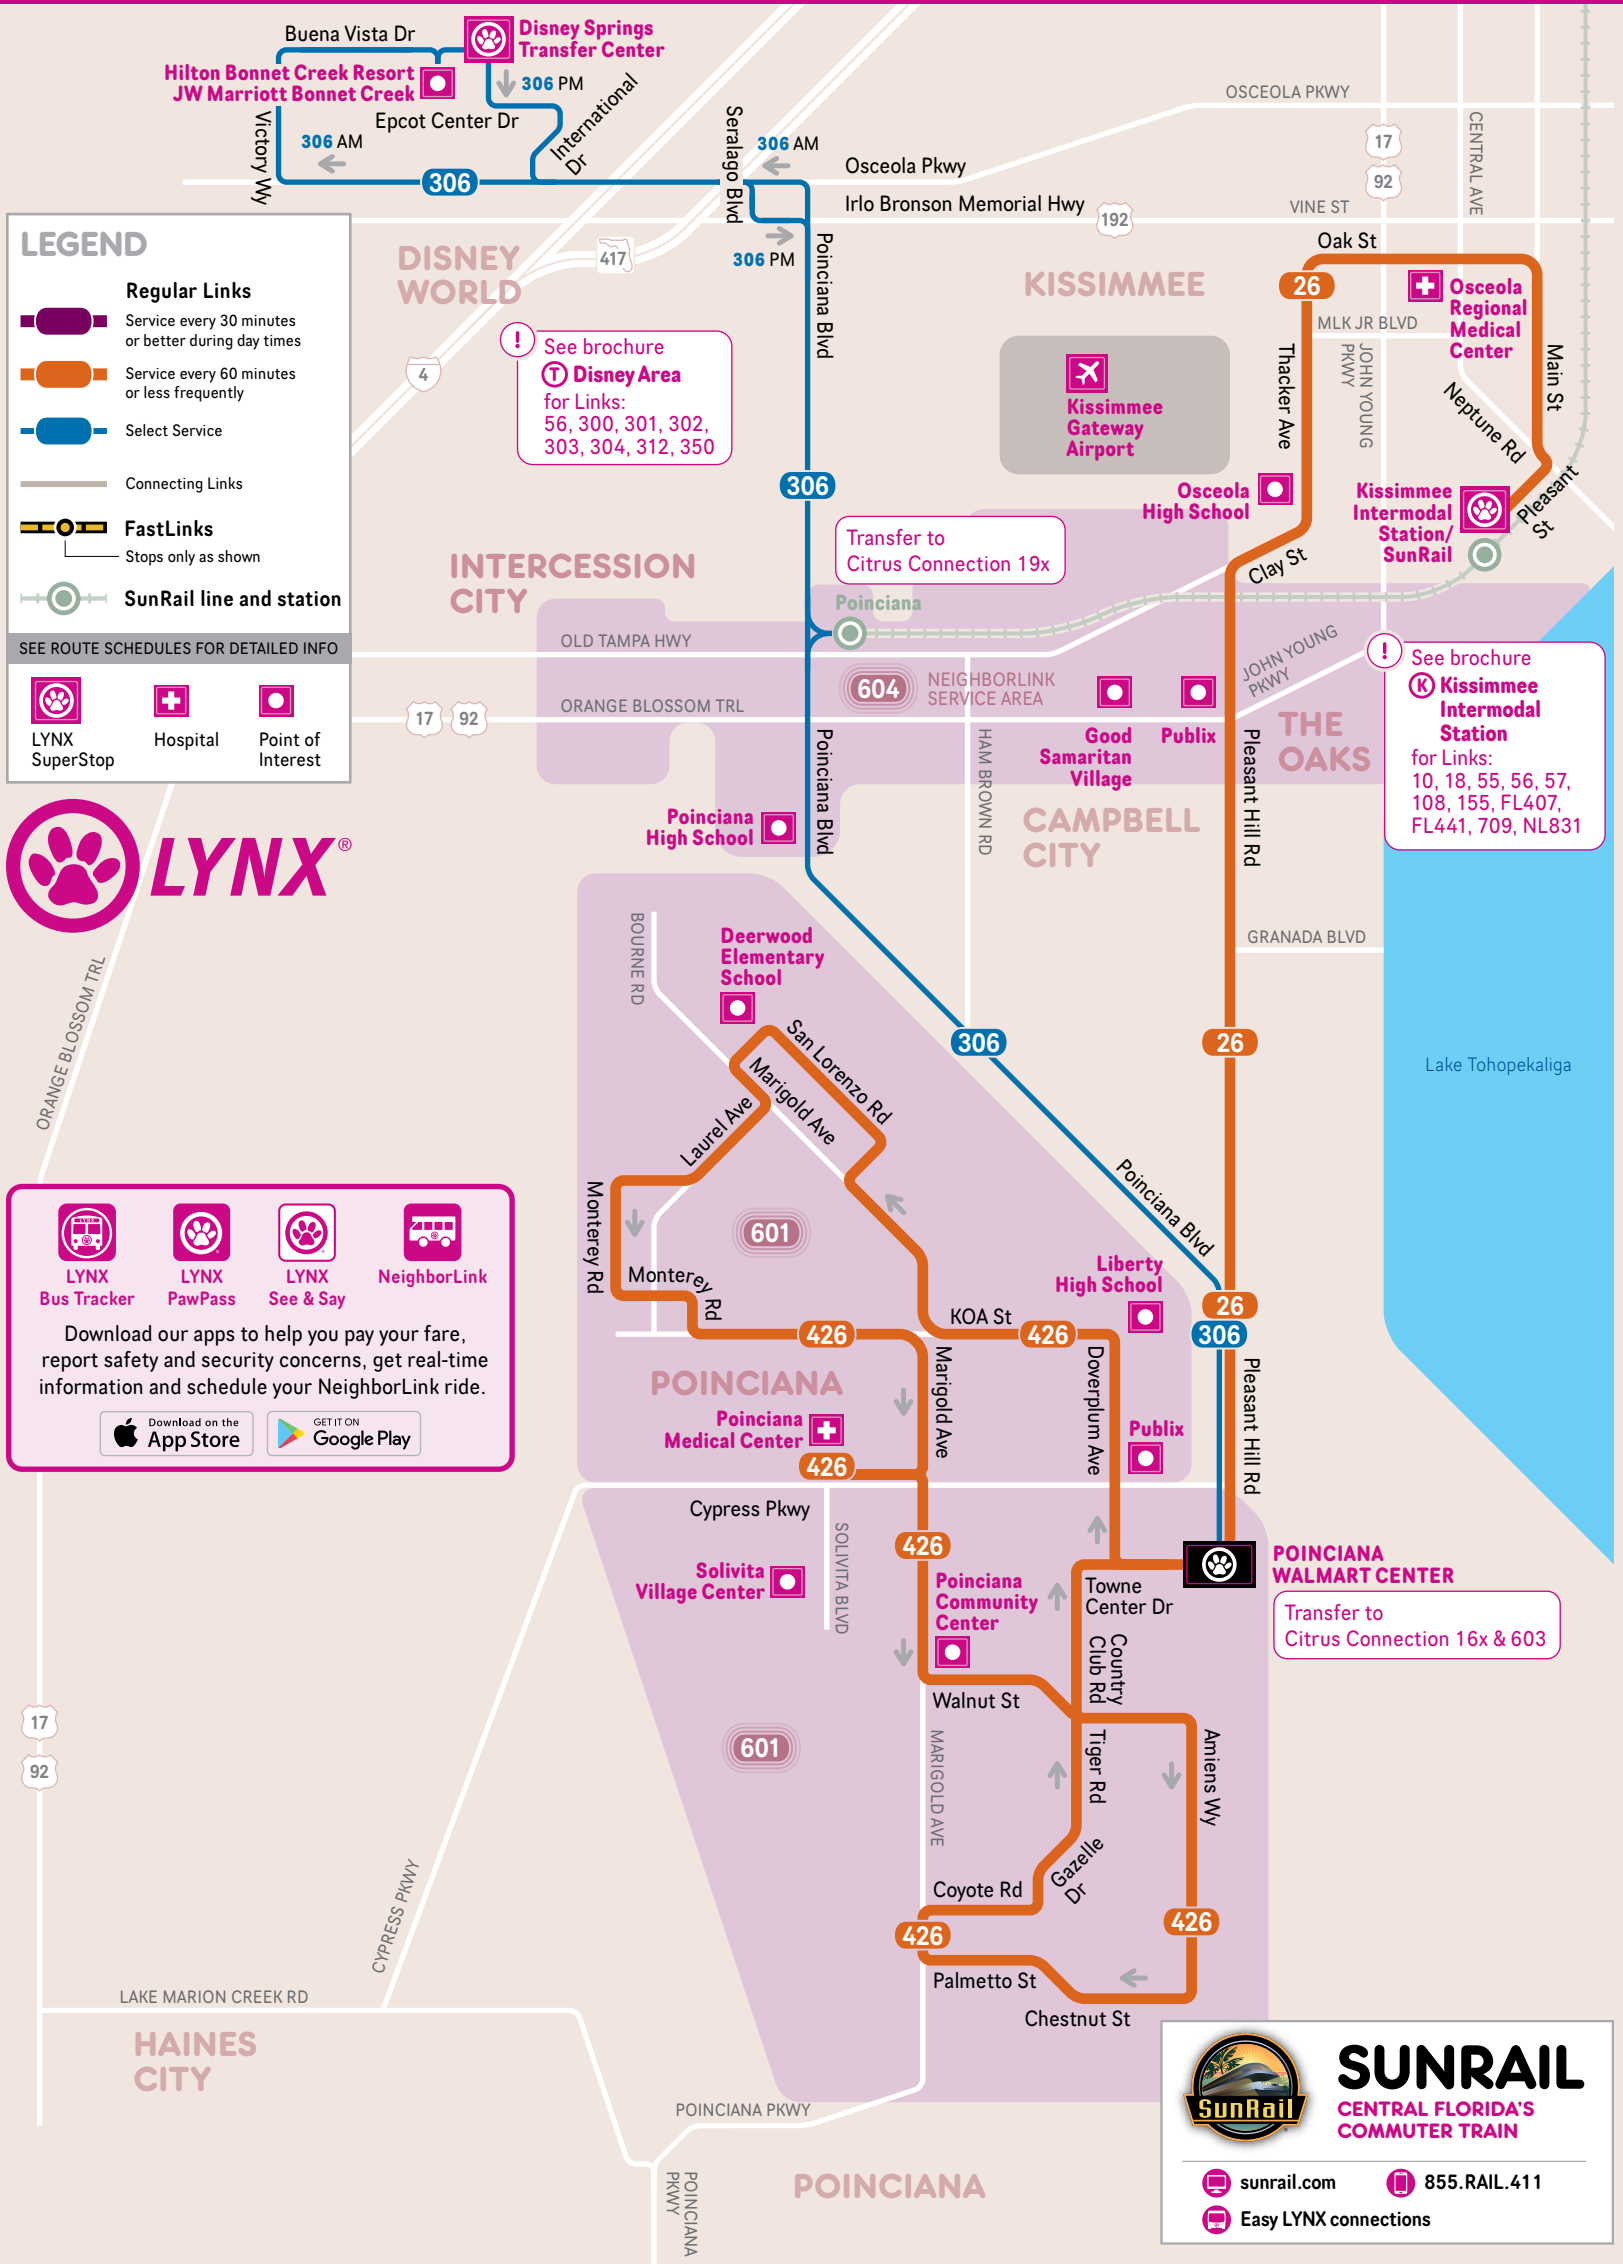 Buena Vista Dr
Disney Springs
Transfer Center
Hilton Bonnet Creek Resort
JW Marriott Bonnet Creek
306 PM
Epcot Center Dr
International
Dr
Victory Wy
306 AM
306
Seralago Blvd
306 AM
Osceola Pkwy
OSCEOLA PKWY
17
92
CENTRAL AVE
Irlo Bronson Memorial Hwy
192
VINE ST
306 PM
Poinciana Blvd
LEGEND
Regular Links
Service every 30 minutes
or better during day times
Service every 60 minutes
or less frequently
Select Service
Connecting Links
FastLinks
Stops only as shown
SunRail line and station
SEE ROUTE SCHEDULES FOR DETAILED INFO
LYNX
SuperStop
Hospital
Point of
Interest
DISNEY
WORLD
417
4
!
See brochure
T Disney Area
for Links:
56, 300, 301, 302,
303, 304, 312, 350
KISSIMMEE
Oak St
26
Osceola
Regional
Medical
Center
MLK JR BLVD
Thacker Ave
JOHN YOUNG
PKWY
Main St
Neptune Rd
Kissimmee
Gateway
Airport
306
Osceola
High School
Kissimmee
Intermodal
Station/
SunRail
Pleasant
St
Transfer to
Citrus Connection 19x
Clay St
INTERCESSION
CITY
Poinciana
OLD TAMPA HWY
604
NEIGHBORLINK
SERVICE AREA
JOHN YOUNG
PKWY
17
92
ORANGE BLOSSOM TRL
Good
Samaritan
Village
Publix
THE
OAKS
!
See brochure
K Kissimmee
Intermodal
Station
for Links:
10, 18, 55, 56, 57,
108, 155, FL407,
FL441, 709, NL831
Poinciana Blvd
HAM BROWN RD
Pleasant Hill Rd
Poinciana
High School
CAMPBELL
CITY
LYNX®
BOURNE RD
Deerwood
Elementary
School
GRANADA BLVD
ORANGE BLOSSOM TRL
San Lorenzo Rd
Marigold Ave
Laurel Ave
306
26
Lake Tohopekaliga
Poinciana Blvd
LYNX
Bus Tracker
LYNX
PawPass
LYNX
See & Say
NeighborLink
Download our apps to help you pay your fare,
report safety and security concerns, get real-time
information and schedule your NeighborLink ride.
Download on the
App Store
GET IT ON
Google Play
Monterey Rd
601
Monterey Rd
Liberty
High School
26
306
426
KOA St
426
Marigold Ave
Doverplum Ave
Pleasant Hill Rd
POINCIANA
Poinciana
Medical Center
426
Publix
Cypress Pkwy
SOLIVITA BLVD
426
Solivita
Village Center
Poinciana
Community
Center
Towne
Center Dr
POINCIANA
WALMART CENTER
Transfer to
Citrus Connection 16x & 603
Country
Club Rd
Walnut St
17
92
601
MARIGOLD AVE
Tiger Rd
Amiens Wy
Gazelle
Dr
Coyote Rd
426
426
Palmetto St
Chestnut St
CYPRESS PKWY
LAKE MARION CREEK RD
HAINES
CITY
POINCIANA PKWY
POINCIANA
PKWY
POINCIANA
SunRail
SUNRAIL
CENTRAL FLORIDA'S
COMMUTER TRAIN
sunrail.com
855.RAIL.411
Easy LYNX connections